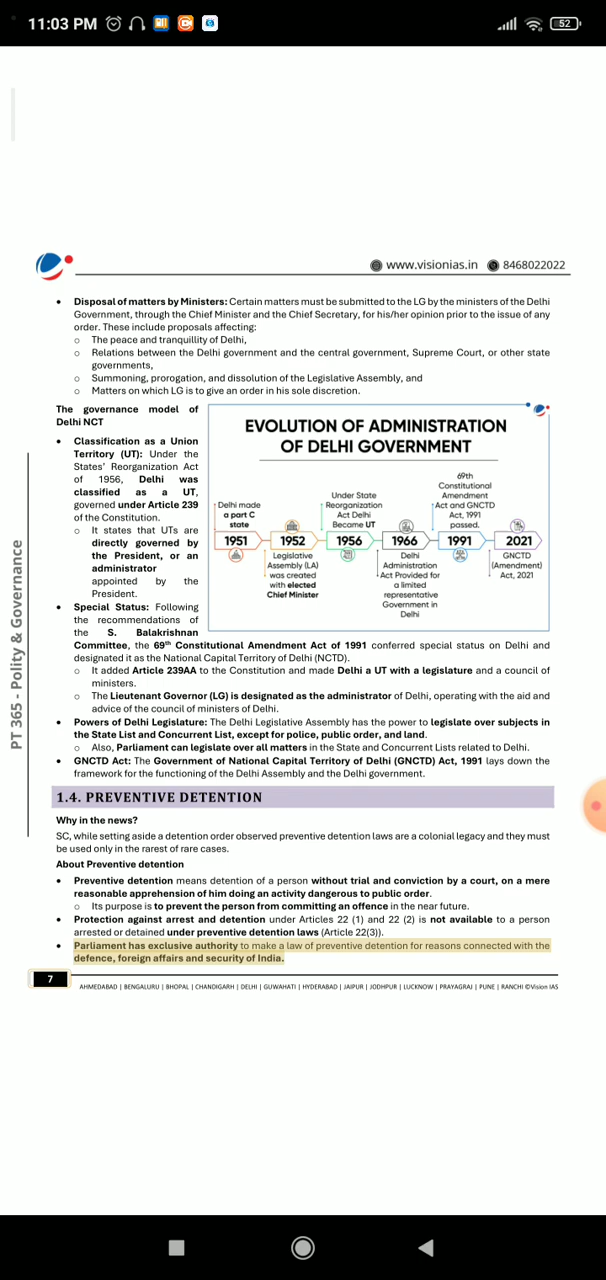 11:03 PM
52
www.visionias.in 8468022022
• Disposal of matters by Ministers: Certain matters must be submitted to the LG by the ministers of the Delhi
Government, through the Chief Minister and the Chief Secretary, for his/her opinion prior to the issue of any
order. These include proposals affecting:
o The peace and tranquillity of Delhi,
o Relations between the Delhi government and the central government, Supreme Court, or other state
governments,
o Summoning, prorogation, and dissolution of the Legislative Assembly, and
o Matters on which LG is to give an order in his sole discretion.
The governance model of
Delhi NCT
• Classification as a Union
Territory (UT): Under the
States' Reorganization Act
of 1956, Delhi was
classified as a UT,
governed under Article 239
of the Constitution.
o It states that UTs are
directly governed by
the President, or an
administrator
appointed by the
President.
• Special Status: Following
the recommendations of
the S. Balakrishnan
EVOLUTION OF ADMINISTRATION
OF DELHI GOVERNMENT
Delhi made
a part C
state
1951
1952
Legislative
Assembly (LA)
was created
with elected
Chief Minister
Under State
Reorganization
Act Delhi
Became UT
1956
1966
Delhi
Administration
Act Provided for
a limited
representative
Government in
Delhi
69th
Constitutional
Amendment
Act and GNCTD
Act, 1991
passed.
1991
2021
GNCTD
(Amendment)
Act, 2021
Committee, the 69th Constitutional Amendment Act of 1991 conferred special status on Delhi and
designated it as the National Capital Territory of Delhi (NCTD).
o It added Article 239AA to the Constitution and made Delhi a UT with a legislature and a council of
ministers.
o The Lieutenant Governor (LG) is designated as the administrator of Delhi, operating with the aid and
advice of the council of ministers of Delhi.
• Powers of Delhi Legislature: The Delhi Legislative Assembly has the power to legislate over subjects in
the State List and Concurrent List, except for police, public order, and land.
o Also, Parliament can legislate over all matters in the State and Concurrent Lists related to Delhi.
• GNCTD Act: The Government of National Capital Territory of Delhi (GNCTD) Act, 1991 lays down the
framework for the functioning of the Delhi Assembly and the Delhi government.
1.4. PREVENTIVE DETENTION
Why in the news?
SC, while setting aside a detention order observed preventive detention laws are a colonial legacy and they must
be used only in the rarest of rare cases.
About Preventive detention
• Preventive detention means detention of a person without trial and conviction by a court, on a mere
reasonable apprehension of him doing an activity dangerous to public order.
o Its purpose is to prevent the person from committing an offence in the near future.
• Protection against arrest and detention under Articles 22 (1) and 22 (2) is not available to a person
arrested or detained under preventive detention laws (Article 22(3)).
• Parliament has exclusive authority to make a law of preventive detention for reasons connected with the
defence, foreign affairs and security of India.
PT 365 - Polity & Governance
7
AHMEDABAD | BENGALURU | BHOPAL | CHANDIGARH | DELHI | GUWAHATI | HYDERABAD | JAIPUR | JODHPUR | LUCKNOW | PRAYAGRAJ | PUNE | RANCHI ©Vision IAS